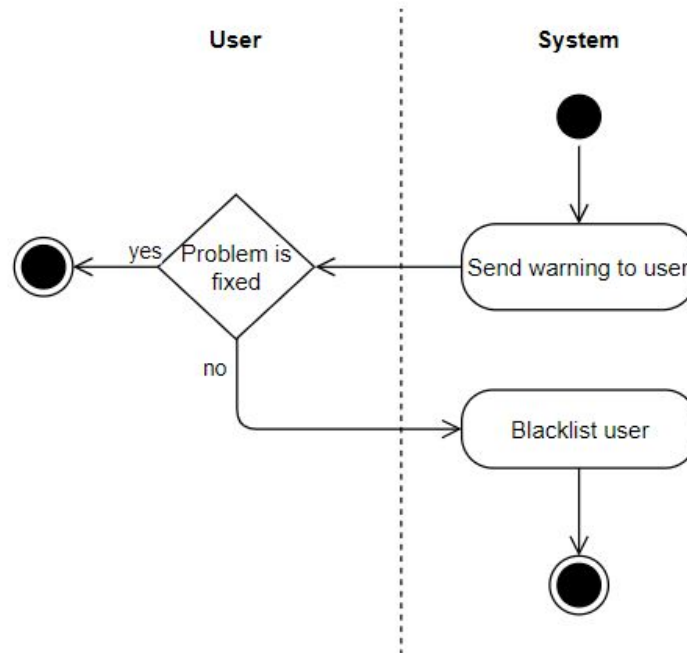 User
System
yes
Problem is
fixed
Send warning to user
no
Blacklist user